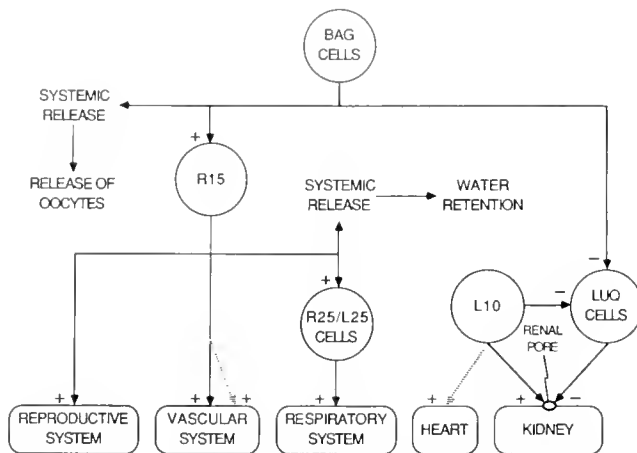 BAG
CELLS
SYSTEMIC
RELEASE
+
R15
RELEASE OF
OOCYTES
SYSTEMIC
RELEASE
WATER
RETENTION
+
R25/L25
CELLS
−
L10
−
LUQ
CELLS
RENAL
PORE
+
REPRODUCTIVE
SYSTEM
+ +
VASCULAR
SYSTEM
+
RESPIRATORY
SYSTEM
+
HEART
+ −
KIDNEY